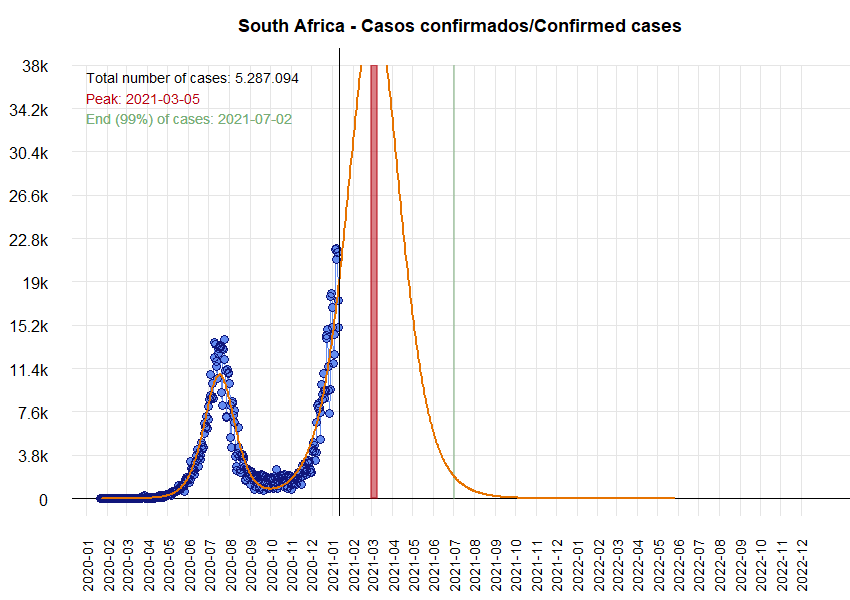 South Africa - Casos confirmados/Confirmed cases
38k
34.2k
30.4k
26.6k
22.8k
19k
15.2k
11.4k
7.6k
3.8k
0
Total number of cases: 5.287.094
Peak: 2021-03-05
End (99%) of cases: 2021-07-02
2020-01
2020-02
2020-03
2020-04
2020-05
2020-06
2020-07
2020-08
2020-09
2020-10
2020-11
2020-12
2021-01
2021-02
2021-03
2021-04
2021-05
2021-06
2021-07
2021-08
2021-09
2021-10
2021-11
2021-12
2022-01
2022-02
2022-03
2022-04
2022-05
2022-06
2022-07
2022-08
2022-09
2022-10
2022-11
2022-12